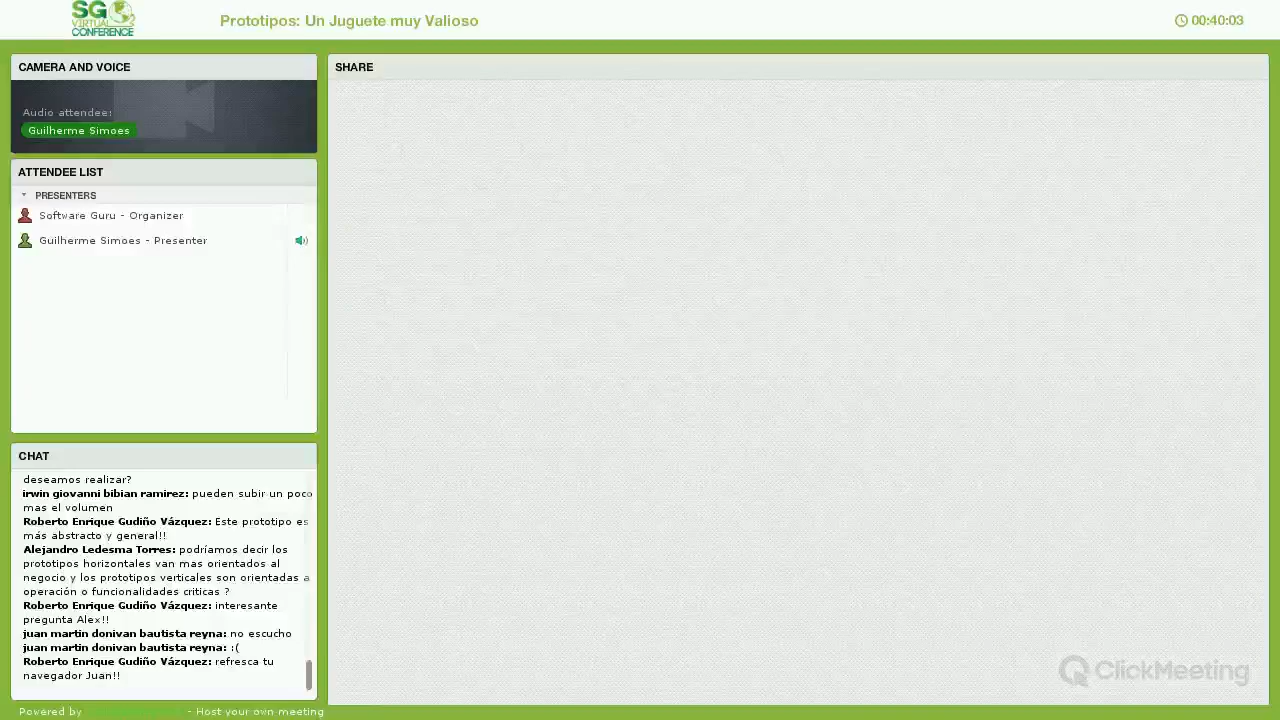 SG
VIRTUAL
CONFERENCE
Prototipos: Un Juguete muy Valioso
00:40:03
CAMERA AND VOICE
Audio attendee:
Guilherme Simoes
ATTENDEE LIST
PRESENTERS
Software Guru - Organizer
Guilherme Simoes - Presenter
CHAT
deseamos realizar?
irwin giovanni bibian ramirez: pueden subir un poco
mas el volumen
Roberto Enrique Gudiño Vázquez: Este prototipo es
más abstracto y general!!
Alejandro Ledesma Torres: podríamos decir los
prototipos horizontales van mas orientados al
negocio y los prototipos verticales son orientadas a
operación o funcionalidades criticas ?
Roberto Enrique Gudiño Vázquez: interesante
pregunta Alex!!
juan martin donivan bautista reyna: no escucho
juan martin donivan bautista reyna: :(
Roberto Enrique Gudiño Vázquez: refresca tu
navegador Juan!!
SHARE
ClickMeeting
Powered by - Host your own meeting